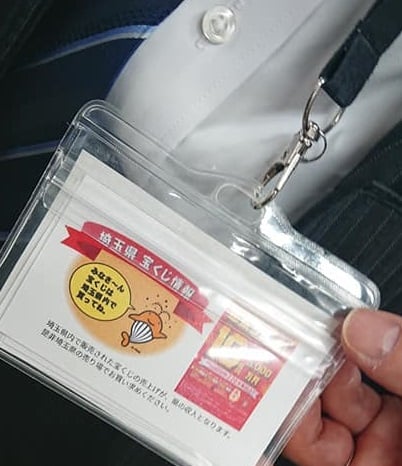 埼玉県 宝くじ情報
みなさ～ん
宝くじは
埼玉県内で
買ってね。
埼玉県内で販売された宝くじの売上げが、県の収入となります。
是非埼玉県の売り場でお買い求めください。